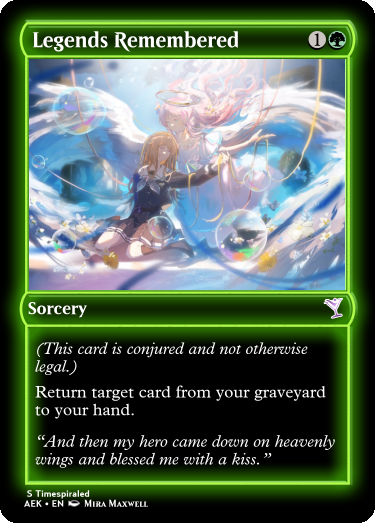 Legends Remembered 1
Sorcery
(This card is conjured and not otherwise
legal.)
Return target card from your graveyard
to your hand.
“And then my hero came down on heavenly
wings and blessed me with a kiss.”
S Timespiraled
AEK • EN Mira Maxwell